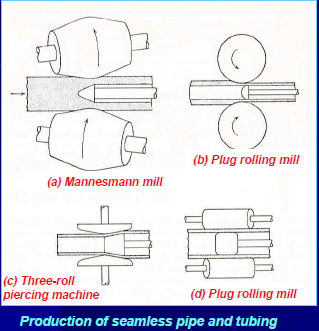 (a) Mannesmann mill
(b) Plug rolling mill
(c) Three-roll
piercing machine
(d) Plug rolling mill
Production of seamless pipe and tubing